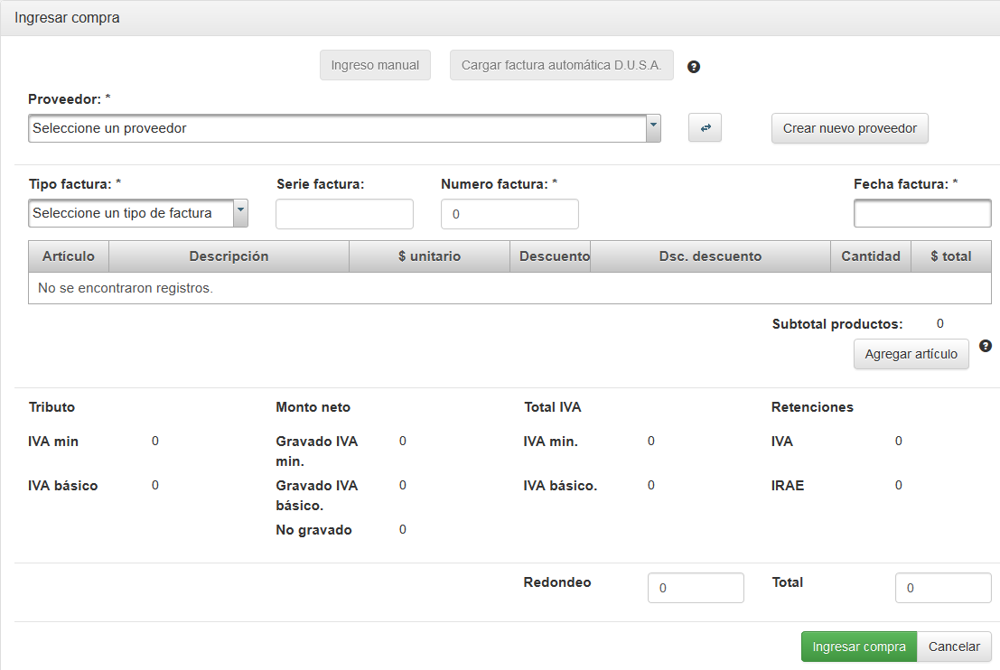 Ingresar compra
Ingreso manual Cargar factura automática D.U.S.A. ?
Proveedor: *
Seleccione un proveedor Crear nuevo proveedor
Tipo factura: * Serie factura: Numero factura: * Fecha factura: *
Seleccione un tipo de factura 0
Artículo Descripción $ unitario Descuento Dsc. descuento Cantidad $ total
No se encontraron registros.
Subtotal productos: 0
Agregar artículo ?
Tributo Monto neto Total IVA Retenciones
IVA min 0 Gravado IVA min. 0 IVA min. 0 IVA 0
IVA básico 0 Gravado IVA básico. 0 IVA básico. 0 IRAE 0
No gravado 0
Redondeo 0 Total 0
Ingresar compra Cancelar